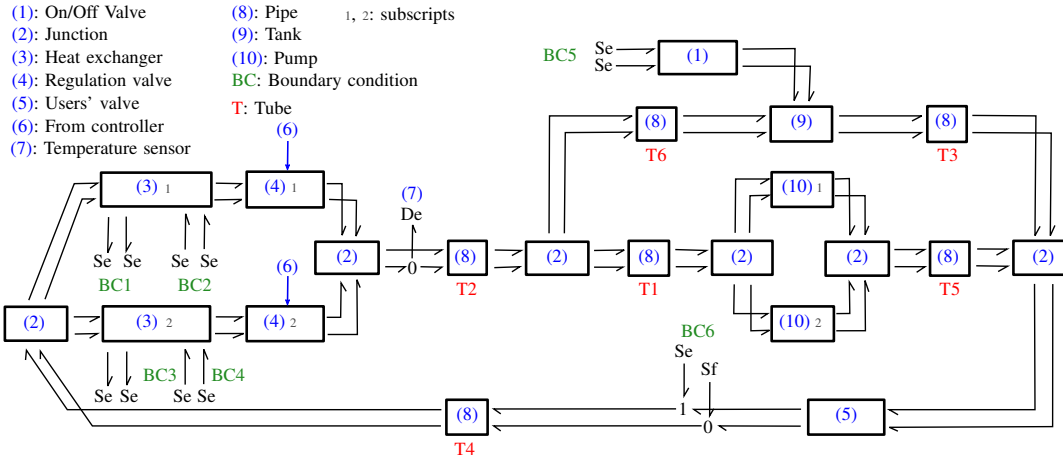 (1): On/Off Valve
(2): Junction
(3): Heat exchanger
(4): Regulation valve
(5): Users' valve
(6): From controller
(7): Temperature sensor
(8): Pipe
(9): Tank
(10): Pump
BC: Boundary condition
T: Tube
1, 2: subscripts
BC5
Se
Se
(1)
(6)
(8)
T6
(9)
(8)
T3
(3) 1
(4) 1
(7)
De
(10) 1
Se Se
Se Se
BC1
BC2
(2)
0
(8)
T2
(2)
(8)
T1
(2)
(2)
(8)
T5
(2)
(6)
(2)
(3) 2
(4) 2
(10) 2
BC6
Se
Sf
BC3
BC4
Se Se
Se Se
(8)
T4
1
0
(5)